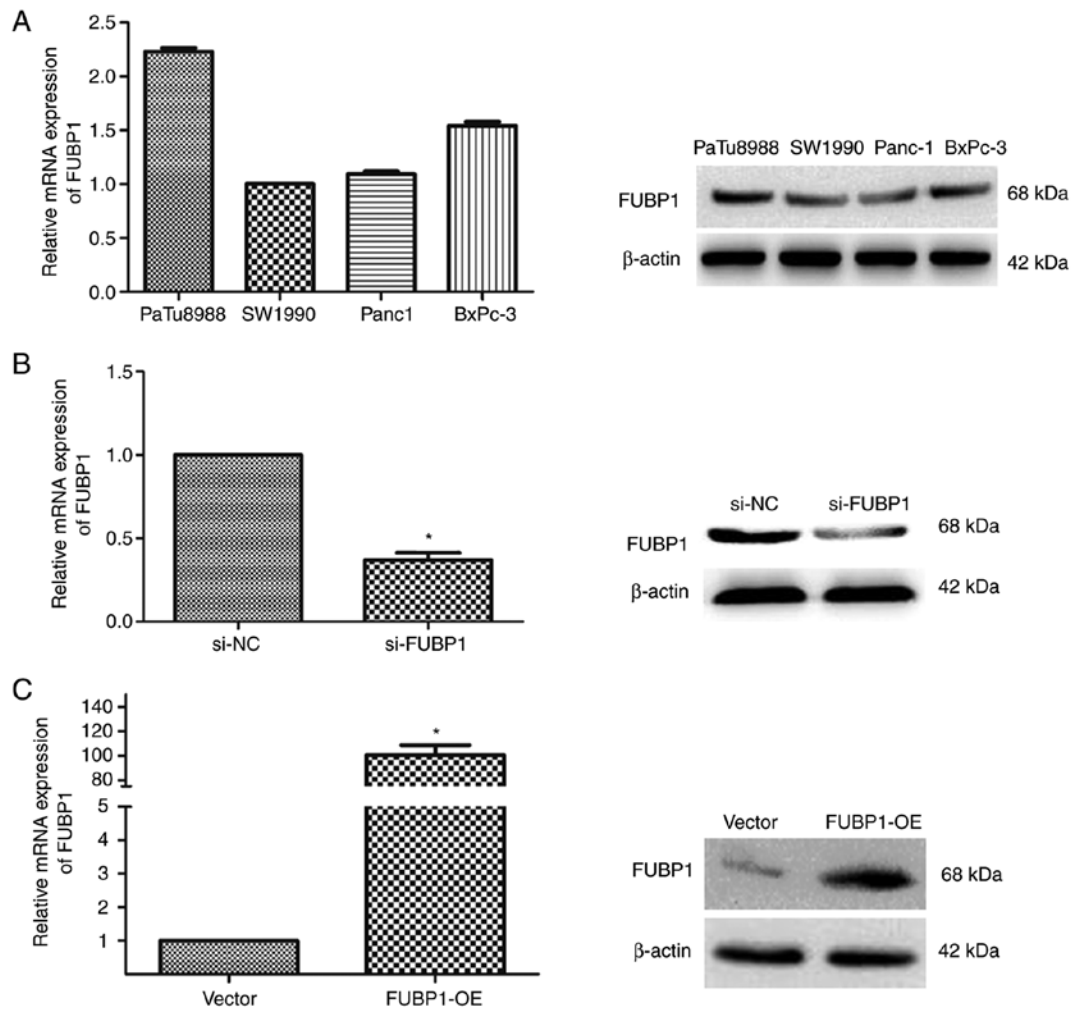 A
Relative mRNA expression
of FUBP1
2.5
2.0
1.5
1.0
0.5
0.0
PaTu8988 SW1990 Panc1 BxPc-3
PaTu8988 SW1990 Panc-1 BxPc-3
FUBP1 68 kDa
β-actin 42 kDa
B
Relative mRNA expression
of FUBP1
1.5
1.0
0.5
0.0
*
si-NC si-FUBP1
si-NC si-FUBP1
FUBP1 68 kDa
β-actin 42 kDa
C
Relative mRNA expression
of FUBP1
140
120
100
80
5
4
3
2
1
*
Vector FUBP1-OE
Vector FUBP1-OE
FUBP1 68 kDa
β-actin 42 kDa